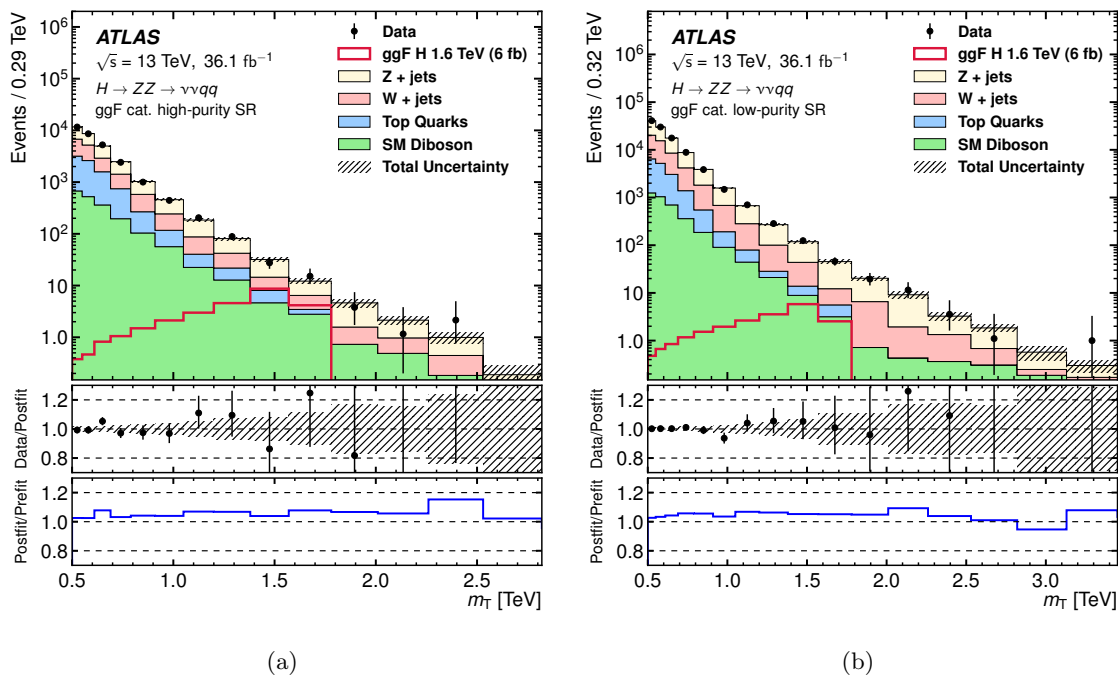 Events / 0.29 TeV
10⁶
10⁵
10⁴
10³
10²
10
1.0
ATLAS
√s = 13 TeV, 36.1 fb⁻¹
H → ZZ → ννqq
ggF cat. high-purity SR
Data
ggF H 1.6 TeV (6 fb)
Z + jets
W + jets
Top Quarks
SM Diboson
Total Uncertainty
Data/Postfit
1.2
1.0
0.8
Postfit/Prefit
1.2
1.0
0.8
0.5 1.0 1.5 2.0 2.5
m_T [TeV]
(a)
Events / 0.32 TeV
10⁶
10⁵
10⁴
10³
10²
10
1.0
ATLAS
√s = 13 TeV, 36.1 fb⁻¹
H → ZZ → ννqq
ggF cat. low-purity SR
Data
ggF H 1.6 TeV (6 fb)
Z + jets
W + jets
Top Quarks
SM Diboson
Total Uncertainty
Data/Postfit
1.2
1.0
0.8
Postfit/Prefit
1.2
1.0
0.8
0.5 1.0 1.5 2.0 2.5 3.0
m_T [TeV]
(b)